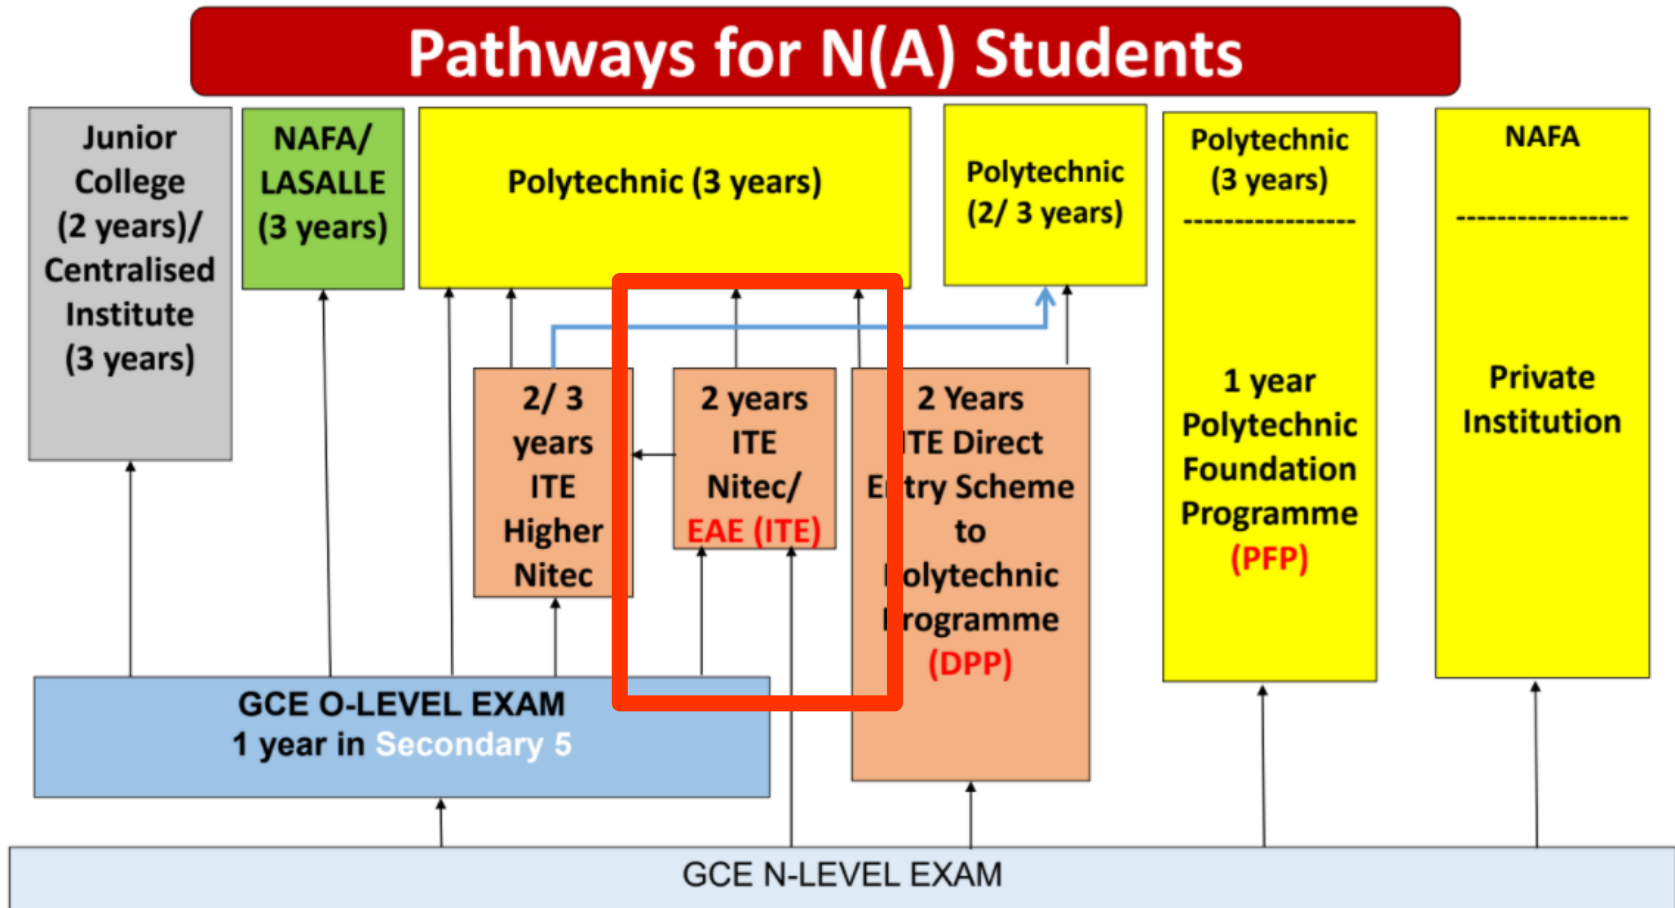 Pathways for N(A) Students
Junior
College
(2 years)/
Centralised
Institute
(3 years)
NAFA/
LASALLE
(3 years)
Polytechnic (3 years)
Polytechnic
(2/ 3 years)
Polytechnic
(3 years)
-----------------
1 year
Polytechnic
Foundation
Programme
(PFP)
NAFA
-----------------
Private
Institution
2/ 3
years
ITE
Higher
Nitec
2 years
ITE
Nitec/
EAE (ITE)
2 Years
ITE Direct
Entry Scheme
to
Polytechnic
Programme
(DPP)
GCE O-LEVEL EXAM
1 year in Secondary 5
GCE N-LEVEL EXAM